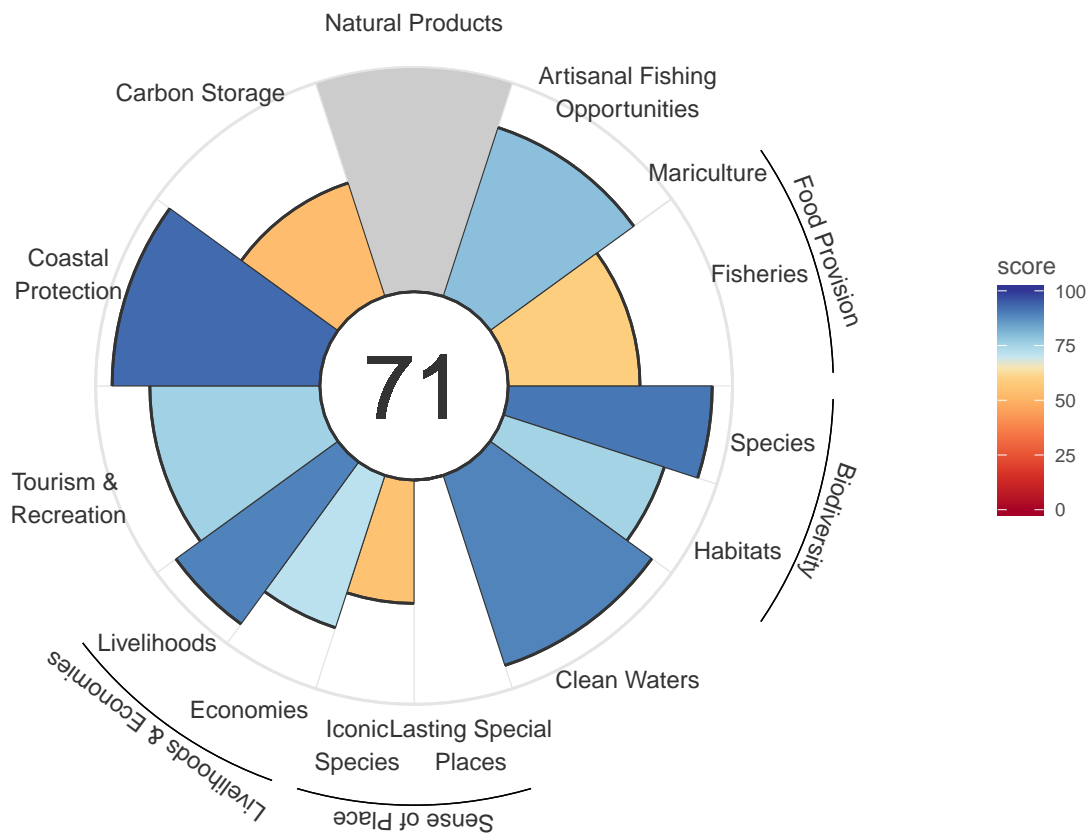 Natural Products
Artisanal Fishing
Opportunities
Carbon Storage
Mariculture
Food Provision
Fisheries
Coastal
Protection
score
100
75
50
25
0
71
Species
Biodiversity
Habitats
Tourism &
Recreation
Clean Waters
Livelihoods
Livelihoods & Economies
Economies
Iconic
Species
Lasting Special
Places
Sense of Place